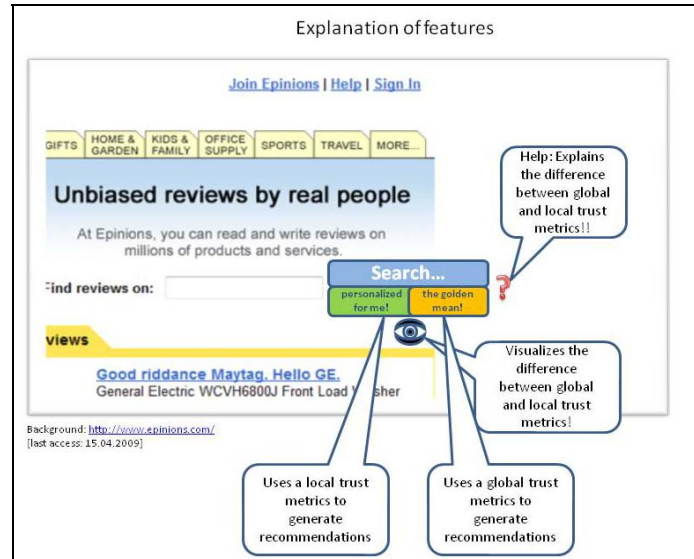 Explanation of features
Join Epinions | Help | Sign In
GIFTS
HOME &
GARDEN
KIDS &
FAMILY
OFFICE
SUPPLY
SPORTS
TRAVEL
MORE...
Unbiased reviews by real people
At Epinions, you can read and write reviews on
millions of products and services.
Find reviews on:
Search...
personalized
for me!
the golden
mean!
?
Help: Explains
the difference
between global
and local trust
metrics!!
views
Good riddance Maytag. Hello GE.
General Electric WCVH6800J Front Load W sher
Visualizes the
difference
between global
and local trust
metrics!
Background: http://www.epinions.com/
[last access: 15.04.2009]
Uses a local trust
metrics to
generate
recommendations
Uses a global trust
metrics to
generate
recommendations